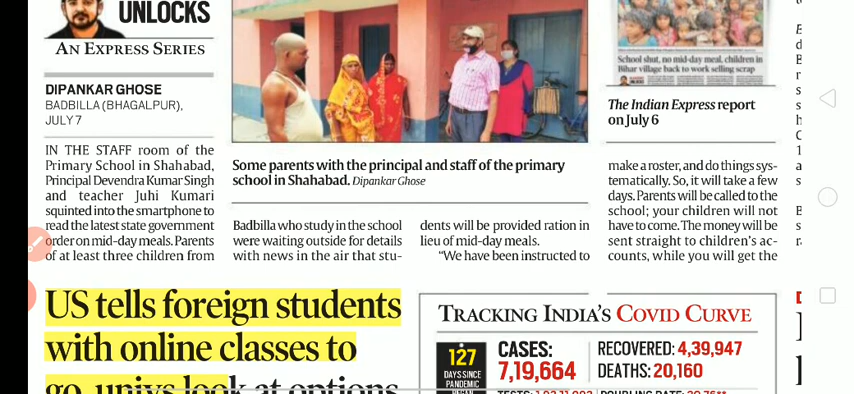 UNLOCKS
AN EXPRESS SERIES
DIPANKAR GHOSE
BADBILLA (BHAGALPUR),
JULY 7
IN THE STAFF room of the
Primary School in Shahabad,
Principal Devendra Kumar Singh
and teacher Juhi Kumari
squinted into the smartphone to
read the latest state government
order on mid-day meals. Parents
of at least three children from
Some parents with the principal and staff of the primary
school in Shahabad. Dipankar Ghose
Badbilla who study in the school
were waiting outside for details
with news in the air that stu-
dents will be provided ration in
lieu of mid-day meals.
“We have been instructed to
School shut, no mid-day meal, children in
Bihar village back to work selling scrap
The Indian Express report
on July 6
make a roster, and do things sys-
tematically. So, it will take a few
days. Parents will be called to the
school; your children will not
have to come. The money will be
sent straight to children's ac-
counts, while you will get the
US tells foreign students
with online classes to
go, univs look at options
TRACKING INDIA'S COVID CURVE
127
DAYS SINCE
PANDEMIC
CASES:
7,19,664
RECOVERED: 4,39,947
DEATHS: 20,160